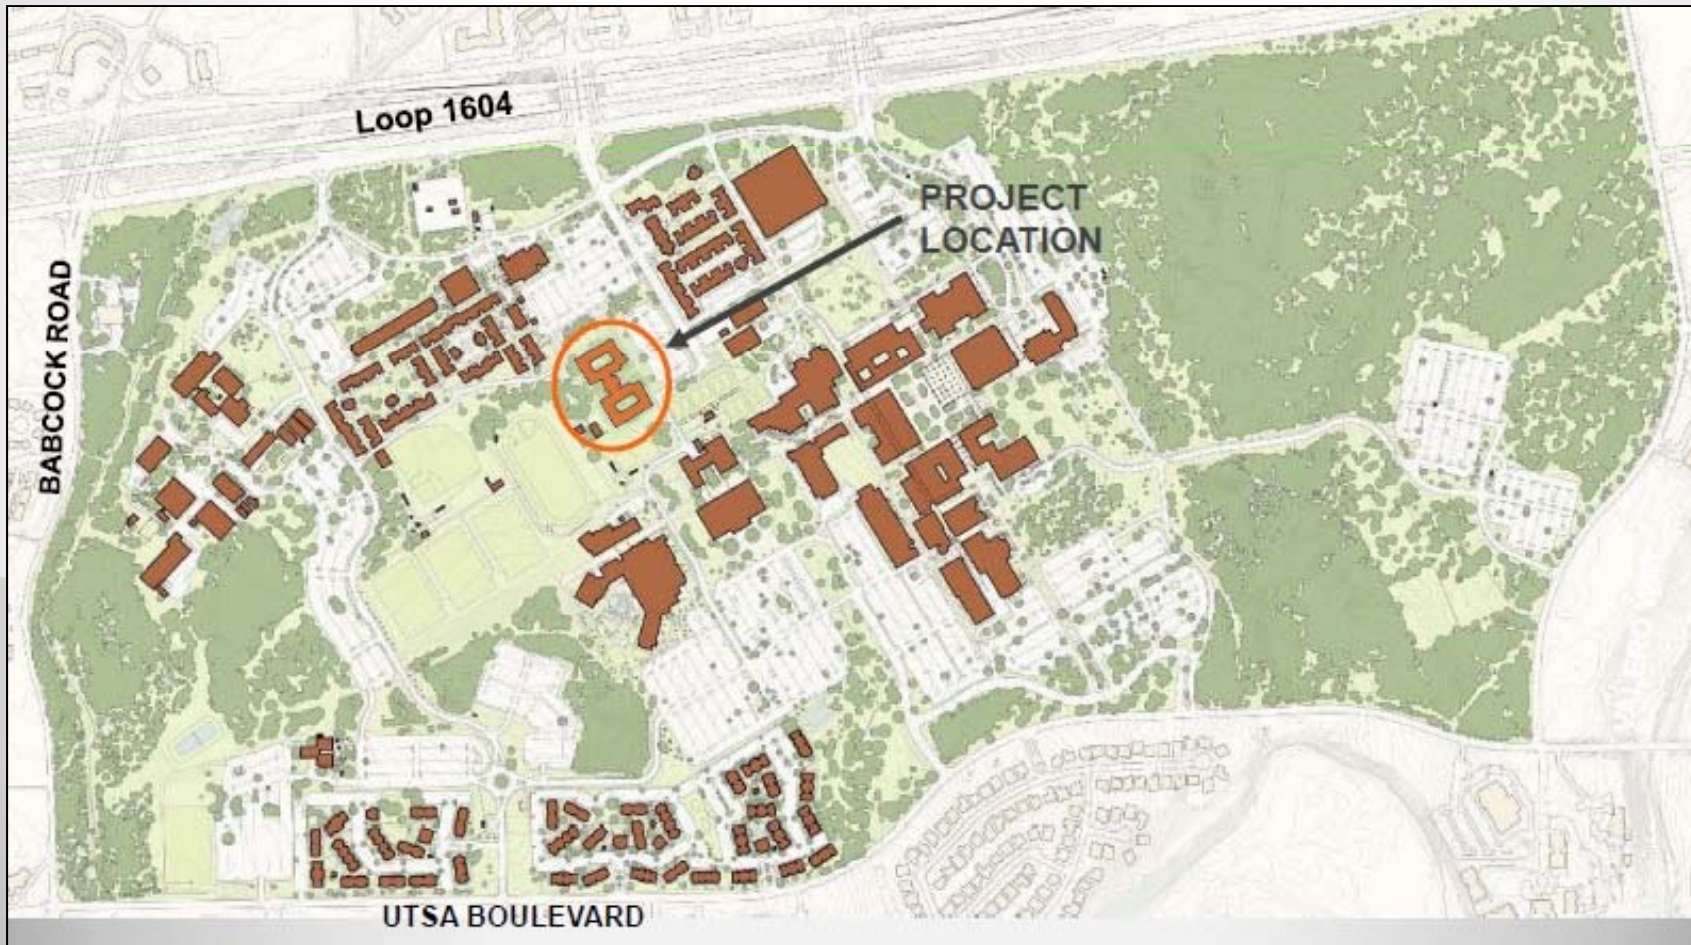 Loop 1604
PROJECT
LOCATION
BABCOCK ROAD
UTSA BOULEVARD